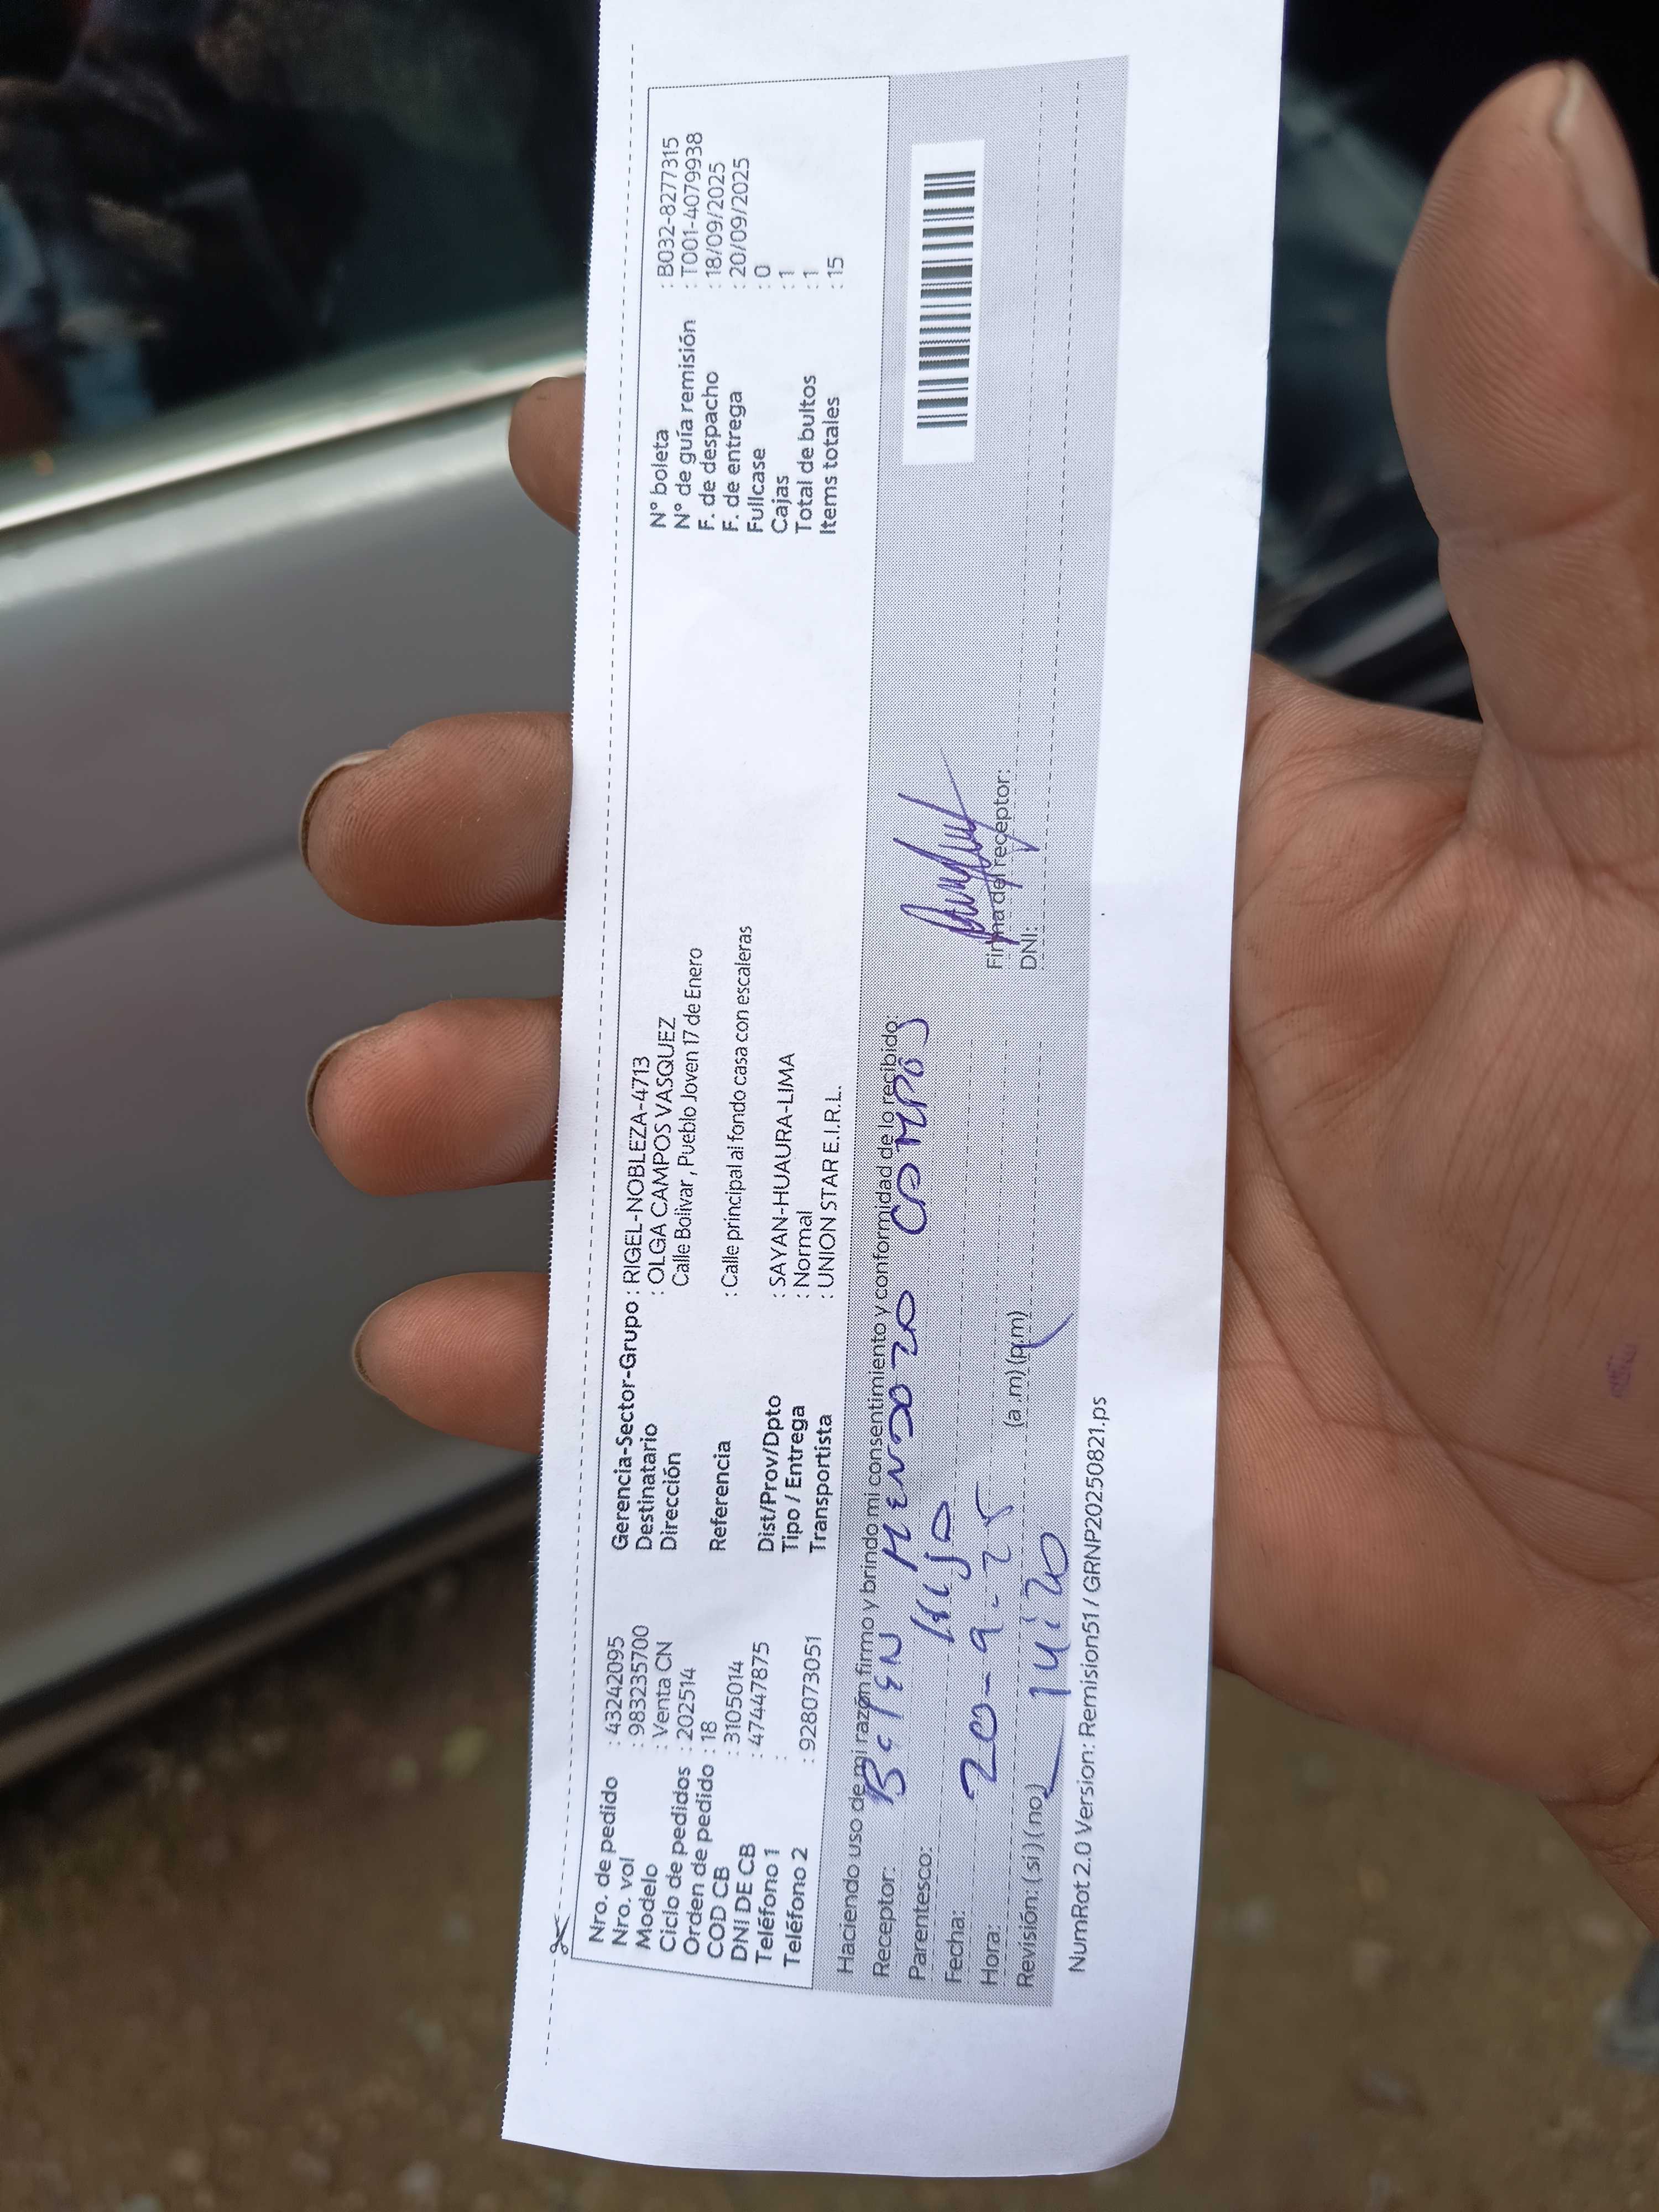 Nro. de pedido : 43242095
Nro. vol : 983235700
Modelo : Venta CN
Ciclo de pedidos : 202514
Orden de pedido : 18
COD CB : 3105014
DNI DE CB : 47447875
Teléfono 1 :
Teléfono 2 : 928073051
Gerencia-Sector-Grupo : RIGEL-NOBLEZA-4713
Destinatario : OLGA CAMPOS VASQUEZ
Dirección Calle Bolivar , Pueblo Joven 17 de Enero
Referencia : Calle principal al fondo casa con escaleras
Dist/Prov/Dpto : SAYAN-HUAURA-LIMA
Tipo / Entrega : Normal
Transportista : UNION STAR E.I.R.L.
N° boleta : B032-8277315
N° de guía remisión : T001-4079938
F. de despacho : 18/09/2025
F. de entrega : 20/09/2025
Fullcase : 0
Cajas : 1
Total de bultos : 1
Items totales : 15
Haciendo uso de mi razón firmo y brindo mi consentimiento y conformidad de lo recibido:
Receptor: MENDOZO CAMPOS
Parentesco: HIJO
Fecha: 20-9-25
Hora: 14:20 (a .m) (p.m)
Revisión: (si) (no)
Firma del receptor:
DNI:
NumRot 2.0 Version: Remision51 / GRNP20250821.ps